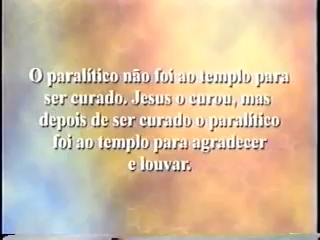 O paralítico não foi ao templo para
ser curado. Jesus o curou, mas
depois de ser curado o paralítico
foi ao templo para agradecer
e louvar.